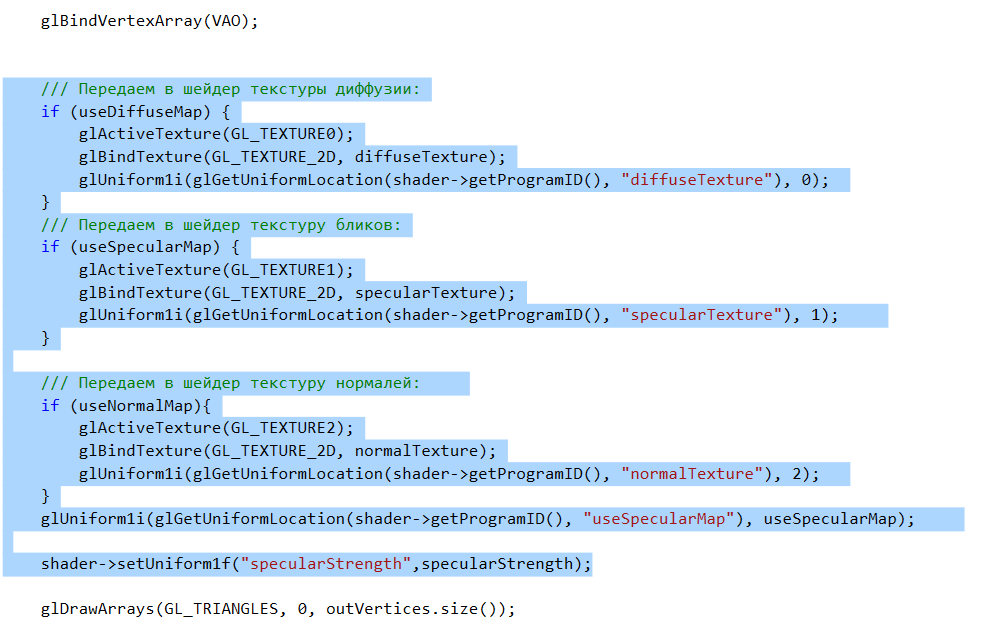 glBindVertexArray(VAO);
/// Передаем в шейдер текстуры диффузии:
if (useDiffuseMap) {
glActiveTexture(GL_TEXTURE0);
glBindTexture(GL_TEXTURE_2D, diffuseTexture);
glUniform1i(glGetUniformLocation(shader->getProgramID(), "diffuseTexture"), 0);
}
/// Передаем в шейдер текстуру бликов:
if (useSpecularMap) {
glActiveTexture(GL_TEXTURE1);
glBindTexture(GL_TEXTURE_2D, specularTexture);
glUniform1i(glGetUniformLocation(shader->getProgramID(), "specularTexture"), 1);
}
/// Передаем в шейдер текстуру нормалей:
if (useNormalMap){
glActiveTexture(GL_TEXTURE2);
glBindTexture(GL_TEXTURE_2D, normalTexture);
glUniform1i(glGetUniformLocation(shader->getProgramID(), "normalTexture"), 2);
}
glUniform1i(glGetUniformLocation(shader->getProgramID(), "useSpecularMap"), useSpecularMap);
shader->setUniform1f("specularStrength",specularStrength);
glDrawArrays(GL_TRIANGLES, 0, outVertices.size());